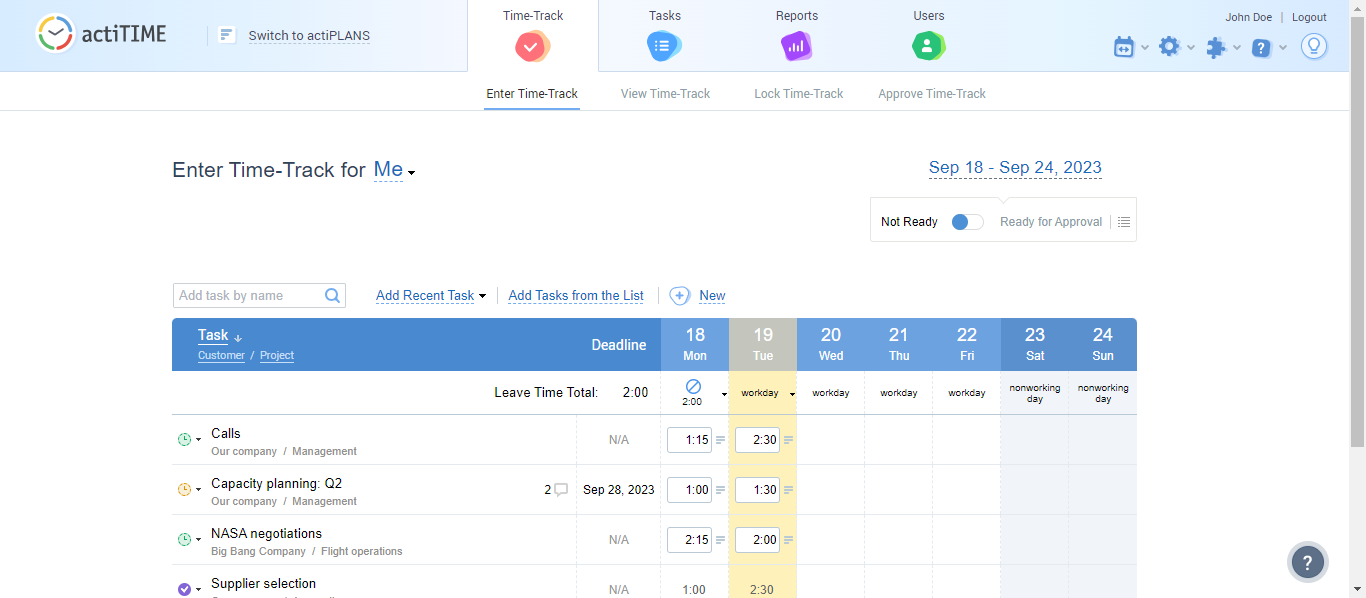 actiTIME
Switch to actiPLANS
Time-Track
Tasks
Reports
Users
John Doe | Logout
Enter Time-Track
View Time-Track
Lock Time-Track
Approve Time-Track
Enter Time-Track for Me
Sep 18 - Sep 24, 2023
Not Ready
Ready for Approval
Add task by name
Add Recent Task
Add Tasks from the List
New
Task ↓
Customer / Project
Deadline
18 19 20 21 22 23 24
Mon Tue Wed Thu Fri Sat Sun
Leave Time Total: 2:00
2:00
workday
workday
workday
workday
nonworking
day
nonworking
day
Calls
Our company / Management
N/A 1:15 2:30
Capacity planning: Q2
Our company / Management
2 Sep 28, 2023 1:00 1:30
NASA negotiations
Big Bang Company / Flight operations
N/A 2:15 2:00
Supplier selection
N/A 1:00 2:30
?